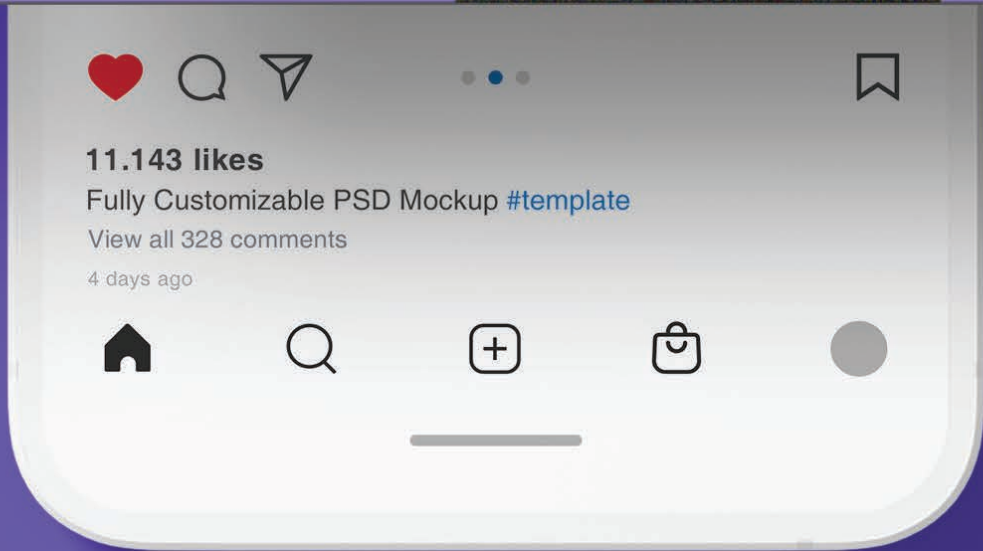 11.143 likes
Fully Customizable PSD Mockup #template
View all 328 comments
4 days ago